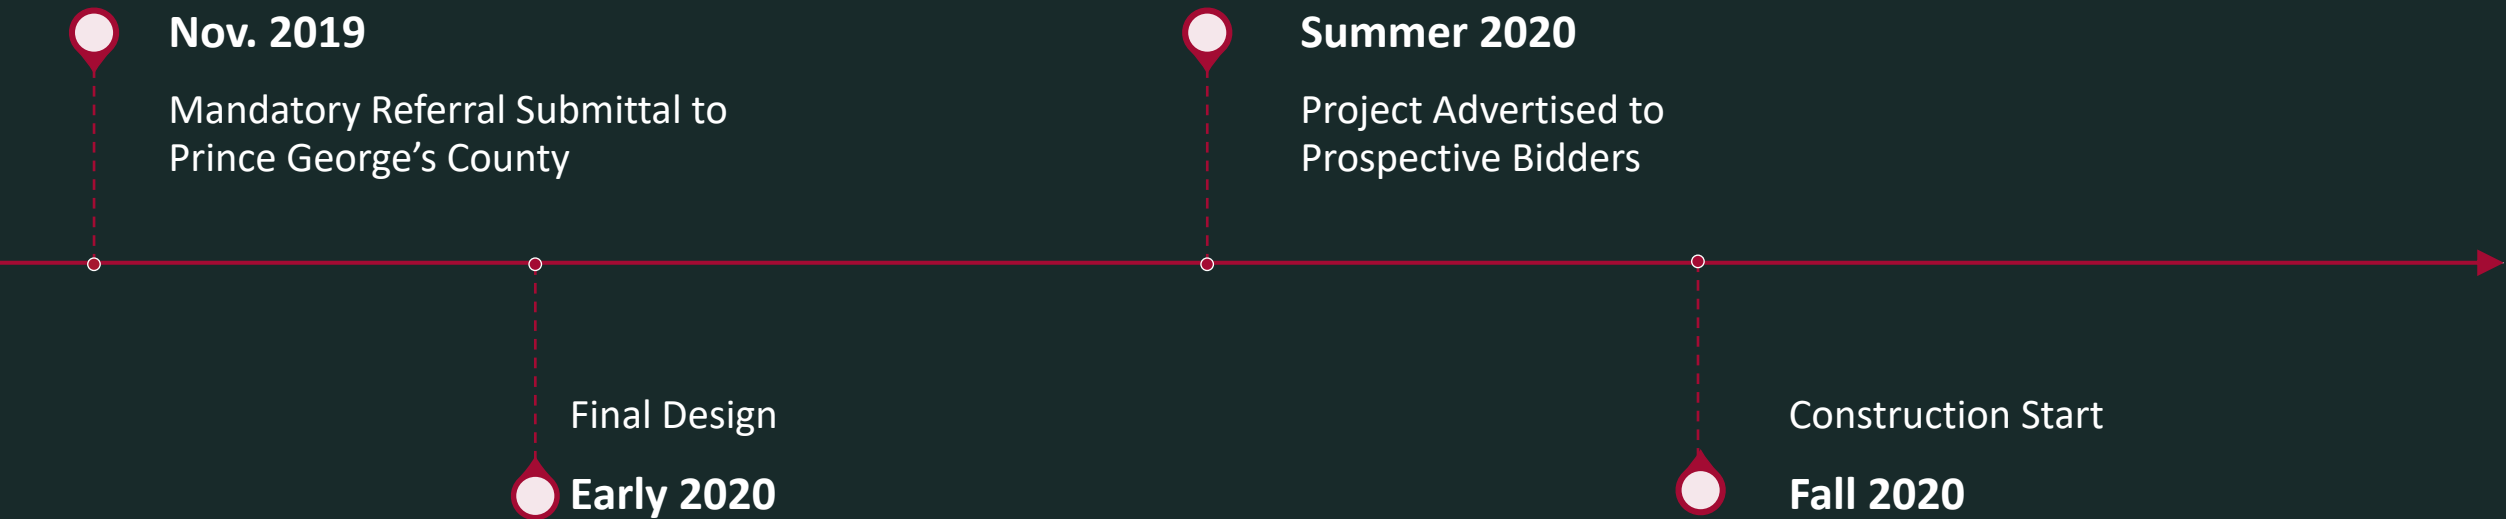 Nov. 2019
Mandatory Referral Submittal to
Prince George’s County
Final Design
Early 2020
Summer 2020
Project Advertised to
Prospective Bidders
Construction Start
Fall 2020